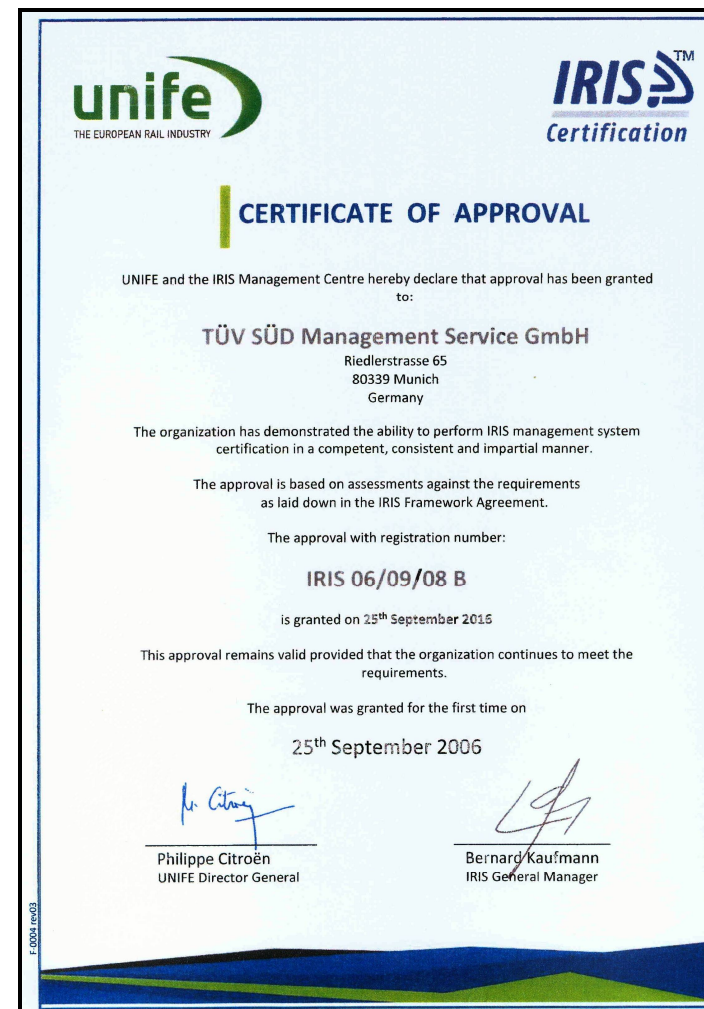 unife
THE EUROPEAN RAIL INDUSTRY
IRIS™
Certification
CERTIFICATE OF APPROVAL
UNIFE and the IRIS Management Centre hereby declare that approval has been granted
to:
TÜV SÜD Management Service GmbH
Riedlerstrasse 65
80339 Munich
Germany
The organization has demonstrated the ability to perform IRIS management system
certification in a competent, consistent and impartial manner.
The approval is based on assessments against the requirements
as laid down in the IRIS Framework Agreement.
The approval with registration number:
IRIS 06/09/08 B
is granted on 25th September 2016
This approval remains valid provided that the organization continues to meet the
requirements.
The approval was granted for the first time on
25th September 2006
Philippe Citroën
UNIFE Director General
Bernard Kaufmann
IRIS General Manager
F-0004 rev03